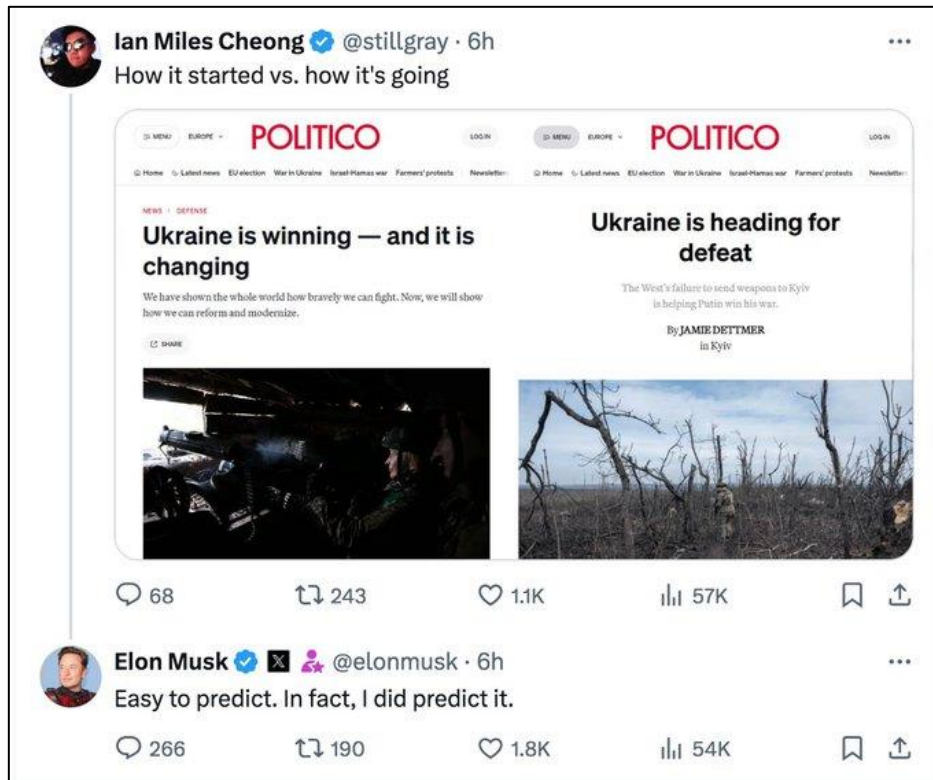 Ian Miles Cheong @stillgray · 6h
How it started vs. how it's going
MENU EUROPE POLITICO LOG IN
Home Latest news EU election War in Ukraine Israel-Hamas war Farmers' protests Newsletters
NEWS DEFENSE
Ukraine is winning — and it is
changing
We have shown the whole world how bravely we can fight. Now, we will show
how we can reform and modernize.
SHARE
MENU EUROPE POLITICO LOG IN
Home Latest news EU election War in Ukraine Israel-Hamas war Farmers' protests Newsletter
Ukraine is heading for
defeat
The West's failure to send weapons to Kyiv
is helping Putin win his war.
By JAMIE DETTMER
in Kyiv
68 243 1.1K 57K
Elon Musk X @elonmusk · 6h
Easy to predict. In fact, I did predict it.
266 190 1.8K 54K